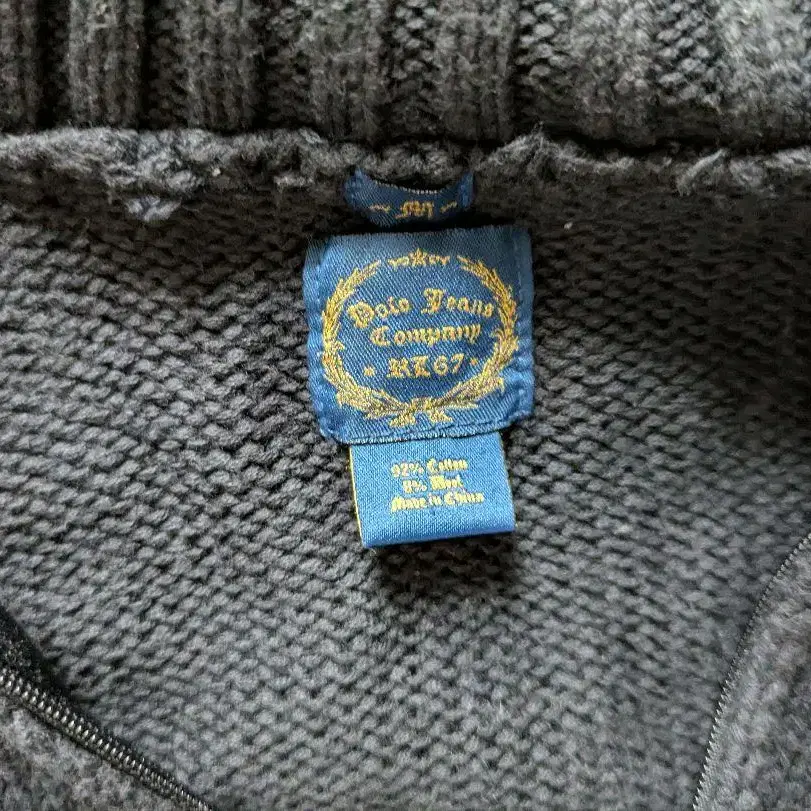 ~ M ~
Polo Jeans
Company
RL67
92% Cotton
8% Wool
Made in China